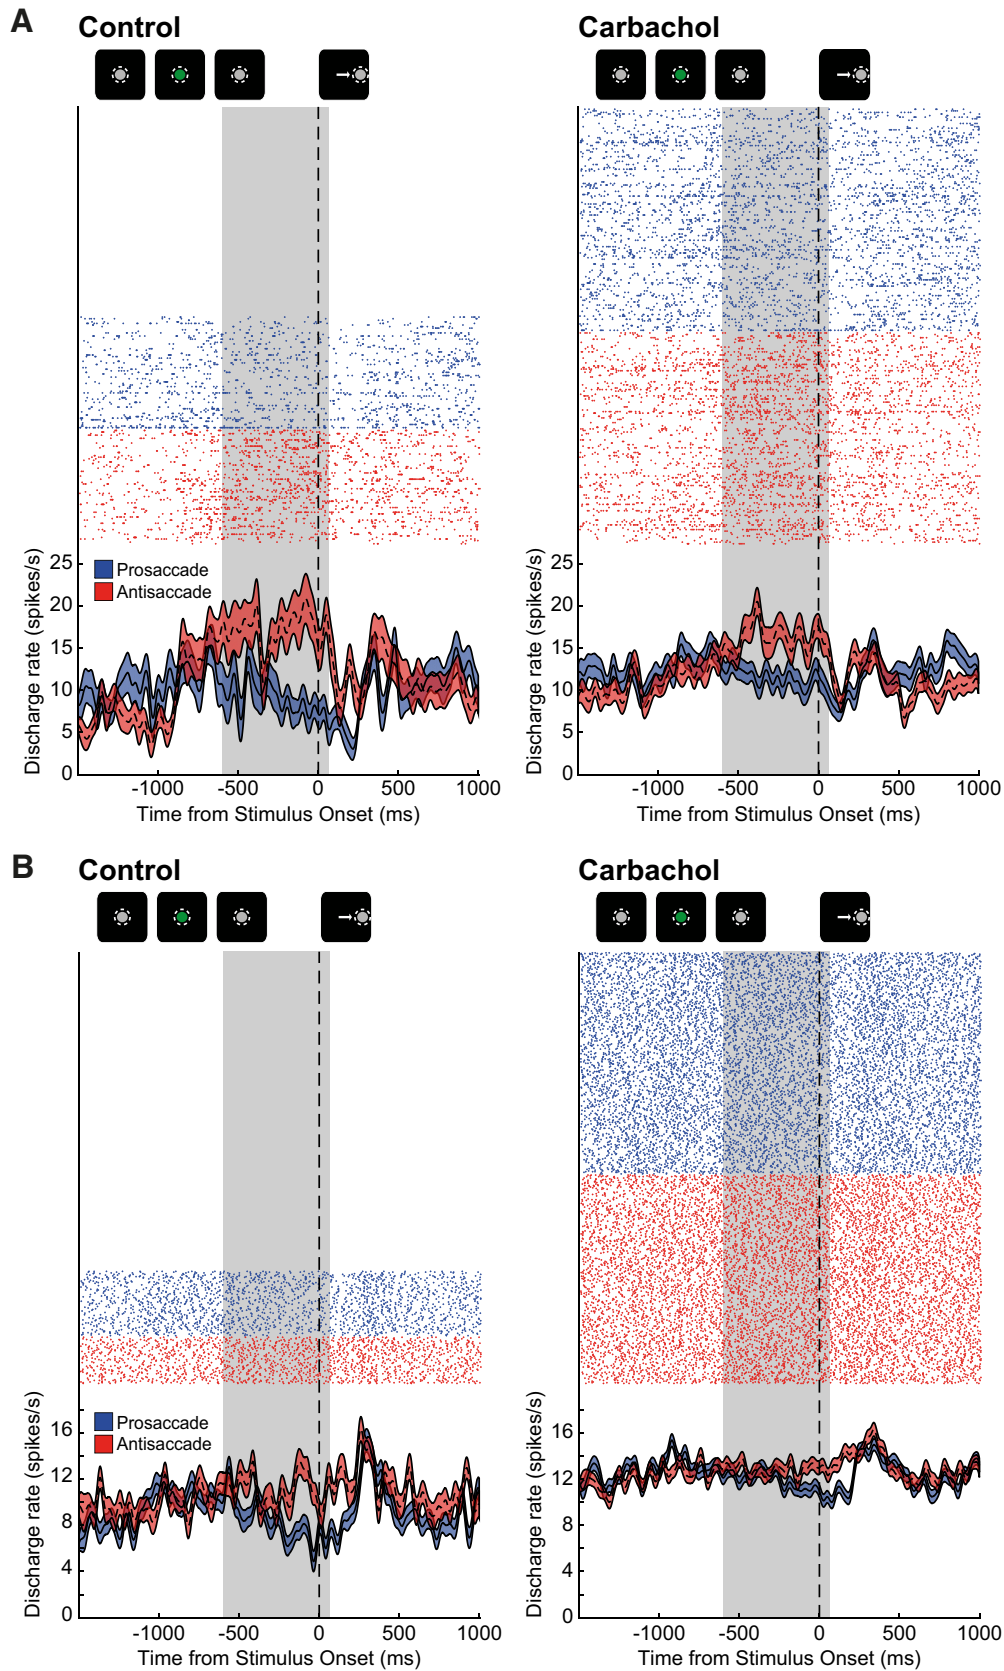 A
Control
Carbachol
25
20
15
10
5
0
Discharge rate (spikes/s)
Prosaccade
Antisaccade
-1000
-500
0
500
1000
Time from Stimulus Onset (ms)
25
20
15
10
5
0
Discharge rate (spikes/s)
-1000
-500
0
500
1000
Time from Stimulus Onset (ms)
B
Control
Carbachol
16
12
8
4
0
Discharge rate (spikes/s)
Prosaccade
Antisaccade
-1000
-500
0
500
1000
Time from Stimulus Onset (ms)
16
12
8
4
0
Discharge rate (spikes/s)
-1000
-500
0
500
1000
Time from Stimulus Onset (ms)